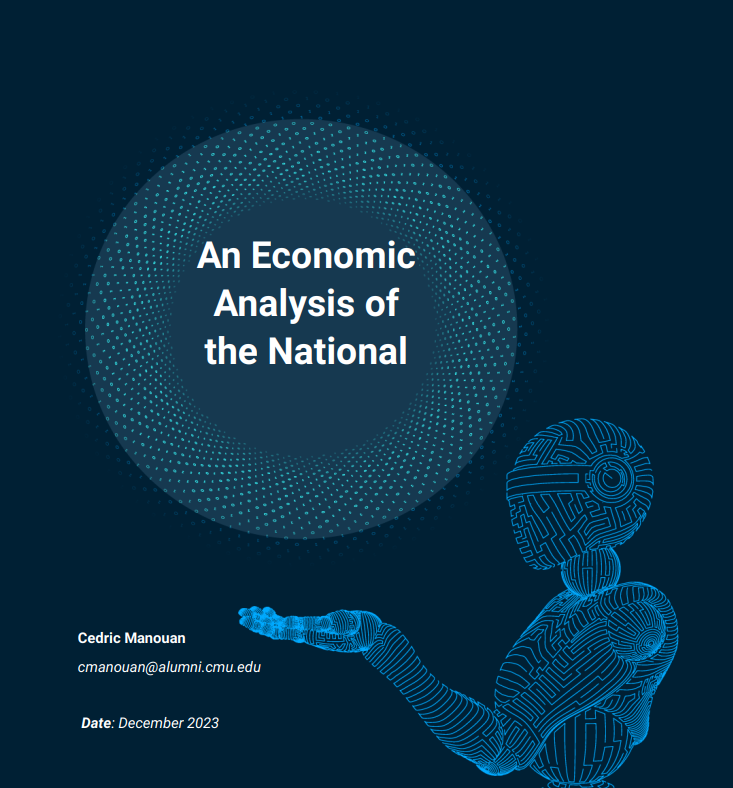 An Economic
Analysis of
the National
Cedric Manouan
cmanouan@alumni.cmu.edu
Date: December 2023